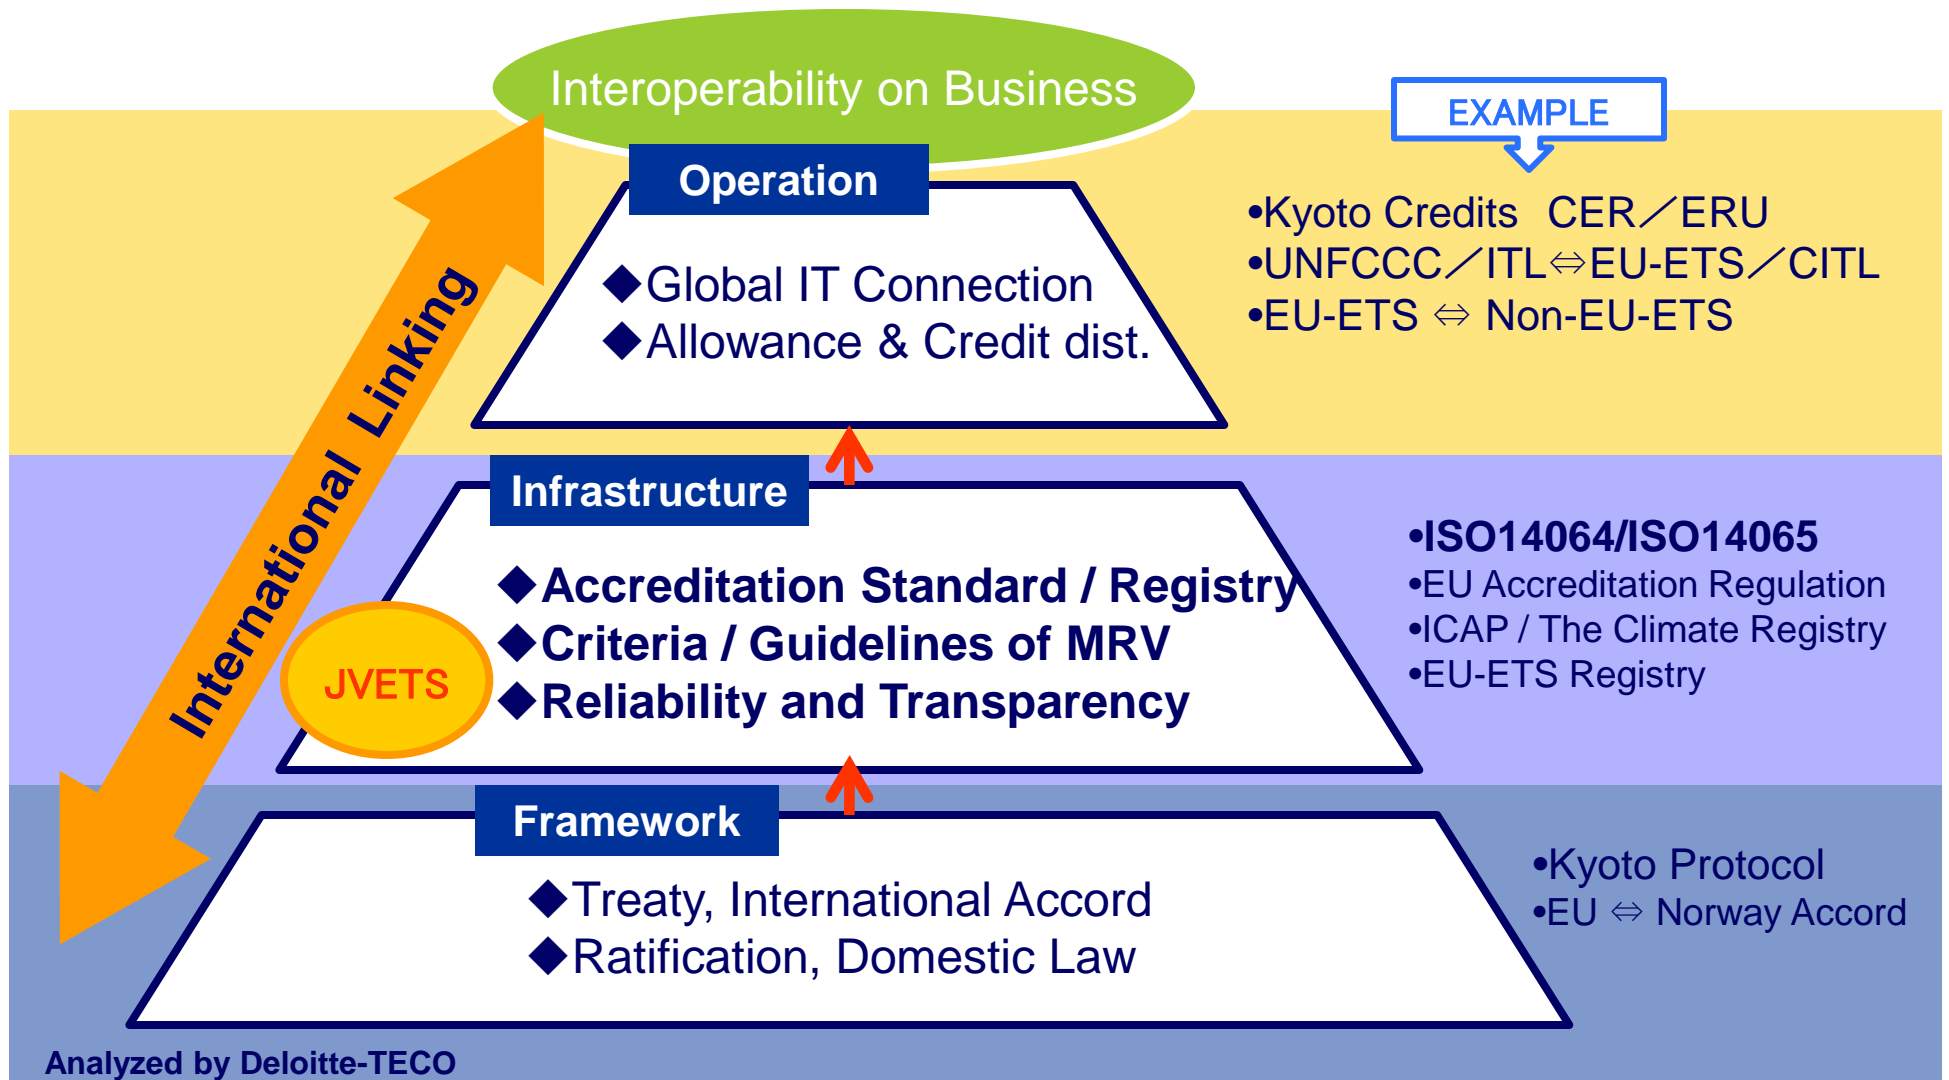 Interoperability on Business
EXAMPLE
Operation
◆Global IT Connection
◆Allowance & Credit dist.
•Kyoto Credits CER／ERU
•UNFCCC／ITL⇔EU-ETS／CITL
•EU-ETS ⇔ Non-EU-ETS
International Linking
Infrastructure
◆Accreditation Standard / Registry
◆Criteria / Guidelines of MRV
◆Reliability and Transparency
JVETS
•ISO14064/ISO14065
•EU Accreditation Regulation
•ICAP / The Climate Registry
•EU-ETS Registry
Framework
◆Treaty, International Accord
◆Ratification, Domestic Law
•Kyoto Protocol
•EU ⇔ Norway Accord
Analyzed by Deloitte-TECO